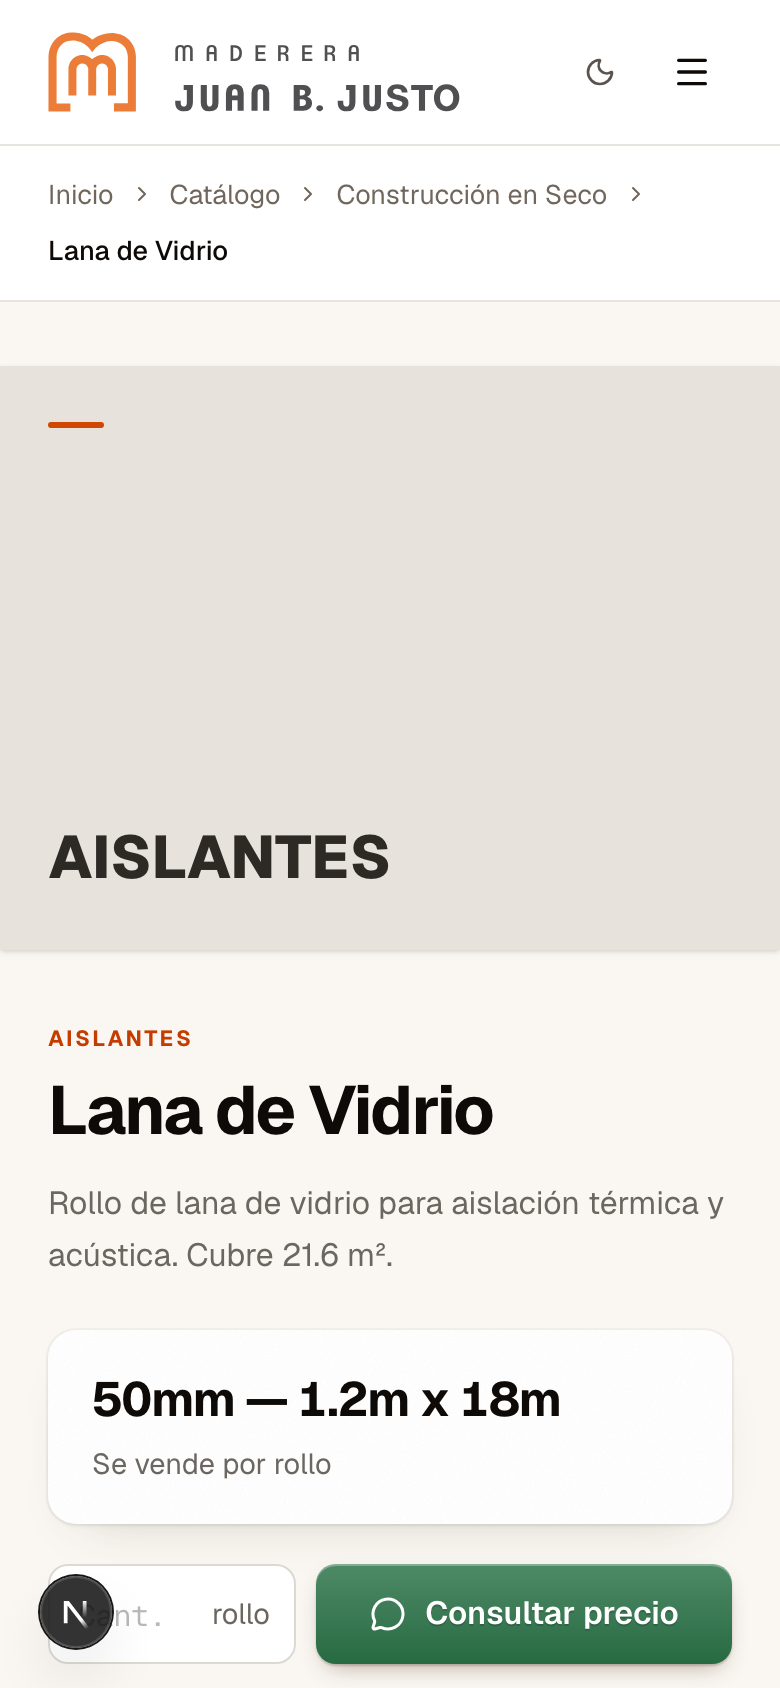 MADERERA
JUAN B. JUSTO
Inicio > Catálogo > Construcción en Seco >
Lana de Vidrio
AISLANTES
AISLANTES
Lana de Vidrio
Rollo de lana de vidrio para aislación térmica y
acústica. Cubre 21.6 m².
50mm — 1.2m x 18m
Se vende por rollo
N
rollo
Consultar precio